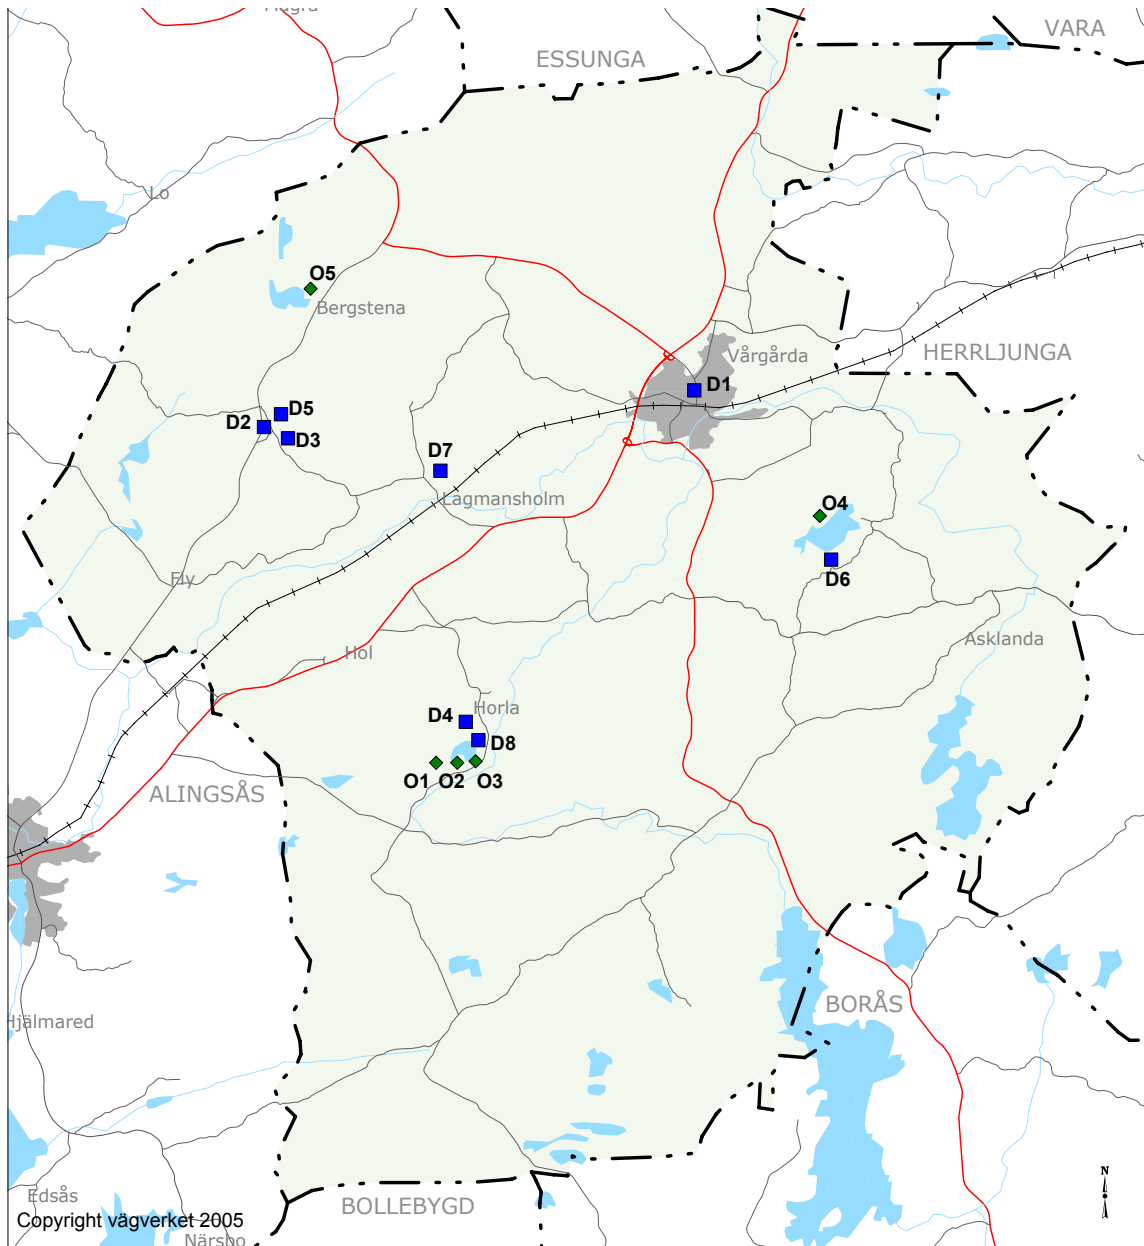 VARA
ESSUNGA
Lo
O5
Bergstena
Vårgårda
HERRLJUNGA
D1
D5
D2
D3
D7
Lagmansholm
O4
D6
Fly
Asklanda
Hol
D4
Horla
D8
O1
O2
O3
ALINGSÅS
BORÅS
Hjälmared
N
Edsås
BOLLEBYGD
Copyright vägverket 2005
Närsbo